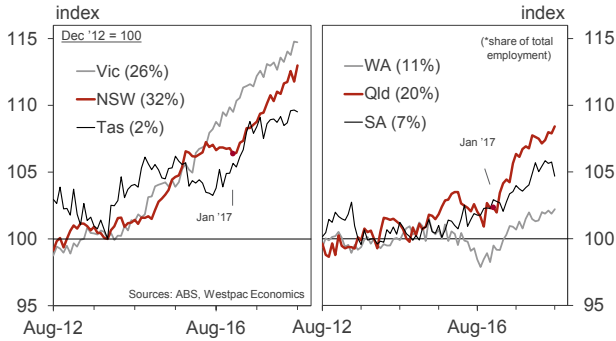 index
index
115
Dec ’12 = 100
Vic (26%)
NSW (32%)
Tas (2%)
110
105
100
95
Jan ’17
Sources: ABS, Westpac Economics
Aug-12
Aug-16
(*share of total
employment)
WA (11%)
Qld (20%)
SA (7%)
Jan ’17
115
110
105
100
95
Aug-12
Aug-16